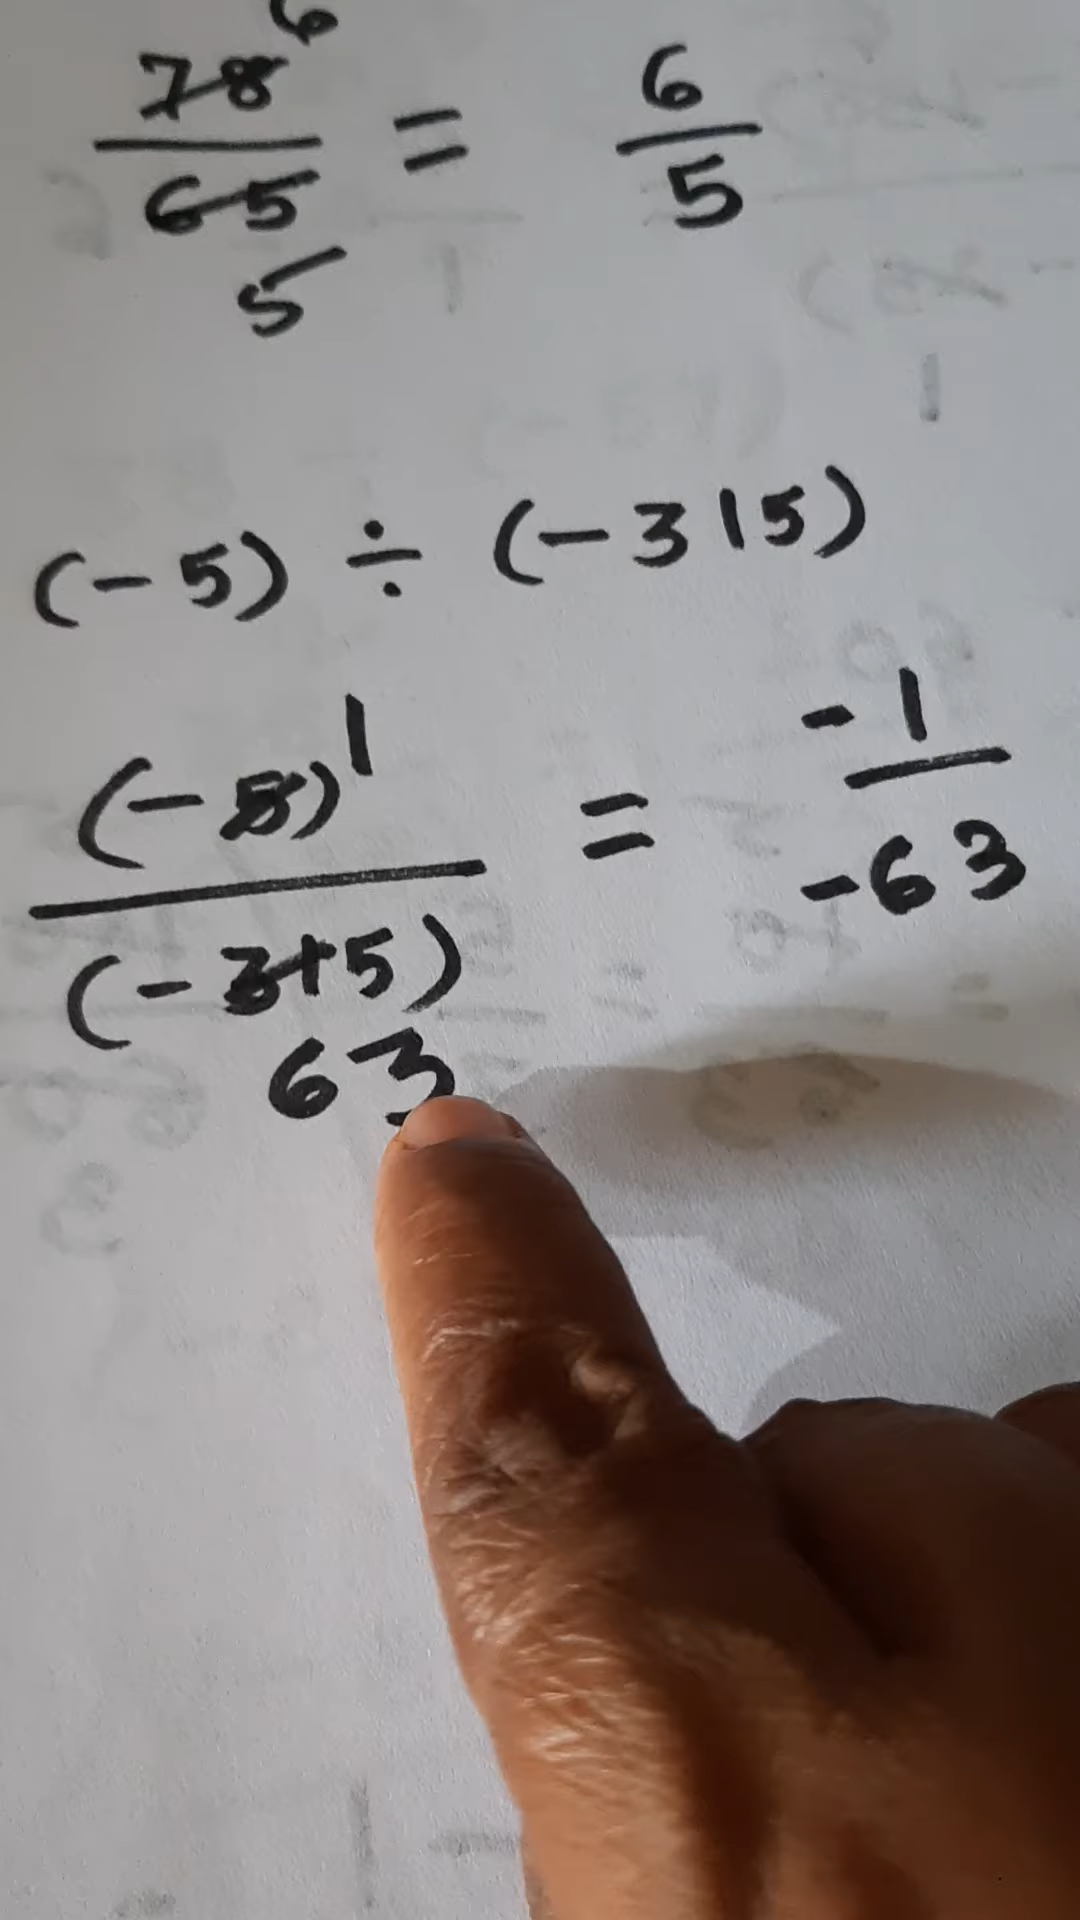 6
78
— = 6/5
65
5
(-5) ÷ (-315)
(-5) 1
— = -1/-63
(-315)
63